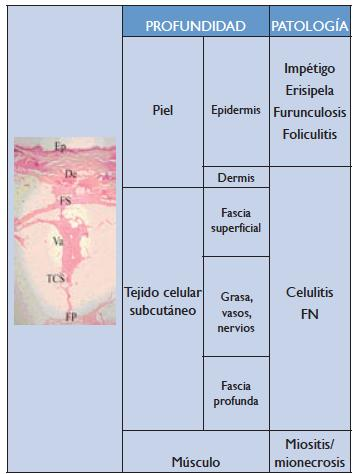 PROFUNDIDAD
PATOLOGÍA
Piel
Epidermis
Impétigo
Erisipela
Furunculosis
Foliculitis
Dermis
Ep
De
FS
Va
TCS
FP
Tejido celular
subcutáneo
Fascia
superficial
Grasa,
vasos,
nervios
Fascia
profunda
Celulitis
FN
Músculo
Miositis/
mionecrosis